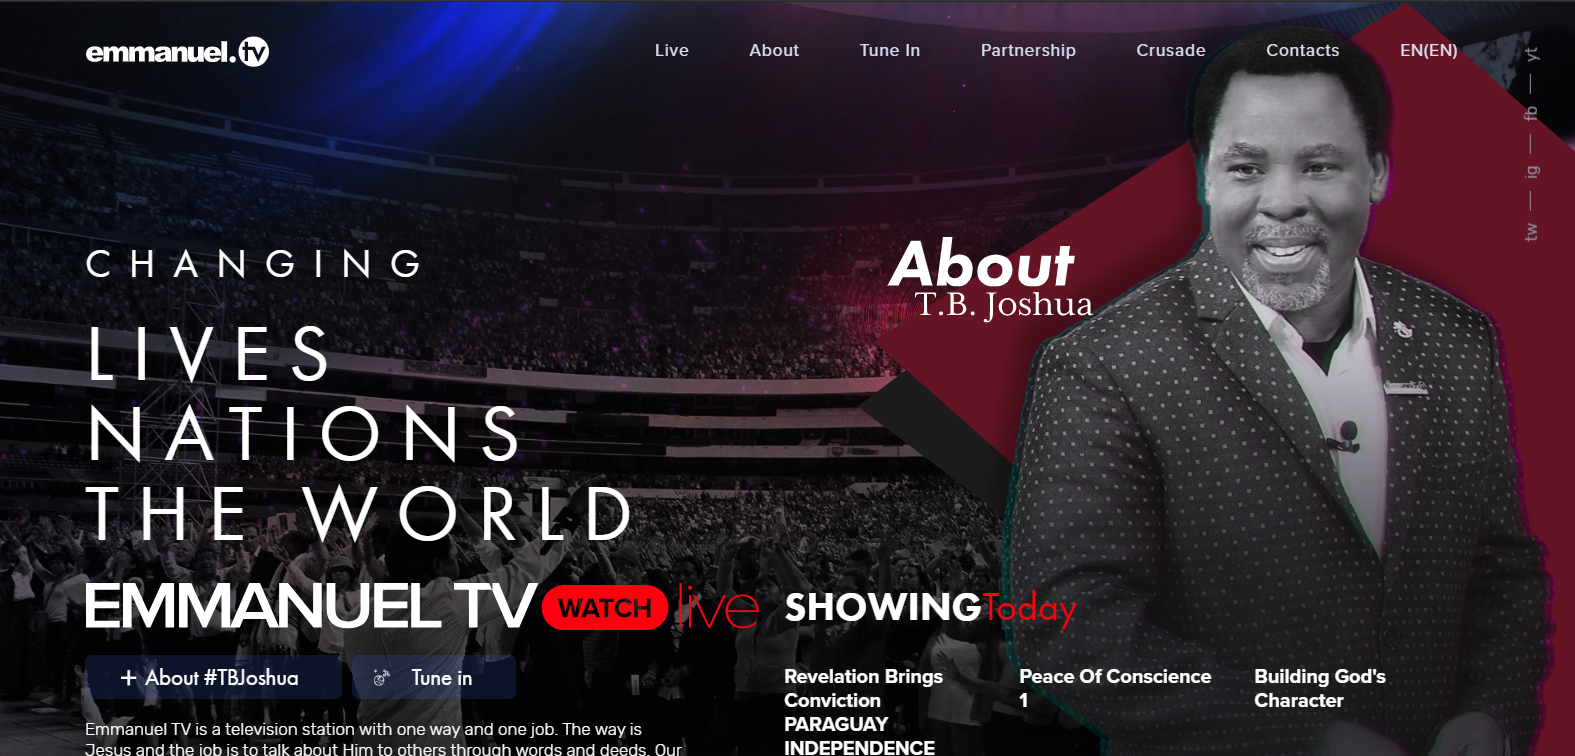 emmanuel.tv
Live About Tune In Partnership Crusade Contacts EN(EN)
tw — ig — fb — yt
CHANGING
LIVES
NATIONS
THE WORLD
About
T.B. Joshua
EMMANUEL TV WATCH live
+ About #TBJoshua
Tune in
Emmanuel TV is a television station with one way and one job. The way is
Jesus and the job is to talk about Him to others through words and deeds. Our
SHOWINGToday
Revelation Brings
Conviction
PARAGUAY
INDEPENDENCE
Peace Of Conscience
1
Building God's
Character